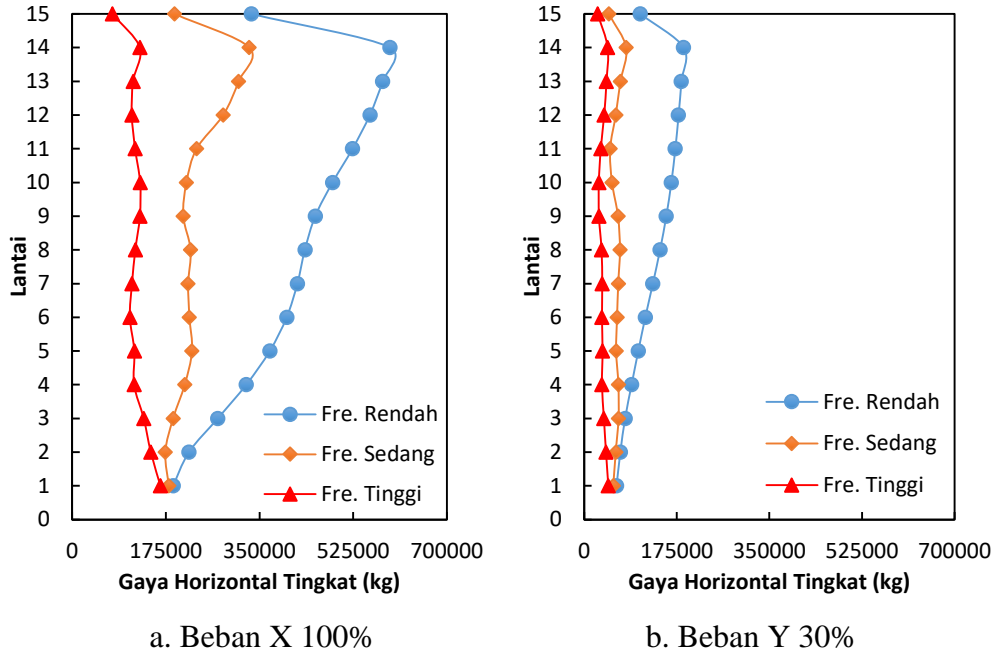 15
14
13
12
11
10
9
8
7
6
5
4
3
2
1
0
Lantai
Fre. Rendah
Fre. Sedang
Fre. Tinggi
0 175000 350000 525000 700000
Gaya Horizontal Tingkat (kg)
a. Beban X 100%
15
14
13
12
11
10
9
8
7
6
5
4
3
2
1
0
Lantai
Fre. Rendah
Fre. Sedang
Fre. Tinggi
0 175000 350000 525000 700000
Gaya Horizontal Tingkat (kg)
b. Beban Y 30%